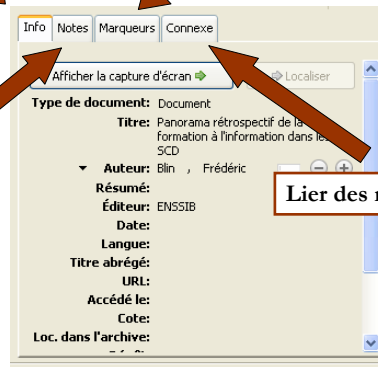 Info Notes Marqueurs Connexe
Afficher la capture d'écran Localiser
Type de document: Document
Titre: Panorama rétrospectif de la
formation à l'information dans les
SCD
Auteur: Blin , Frédéric
Résumé:
Éditeur: ENSSIB
Lier des
Date:
Langue:
Titre abrégé:
URL:
Accédé le:
Cote:
Loc. dans l'archive: